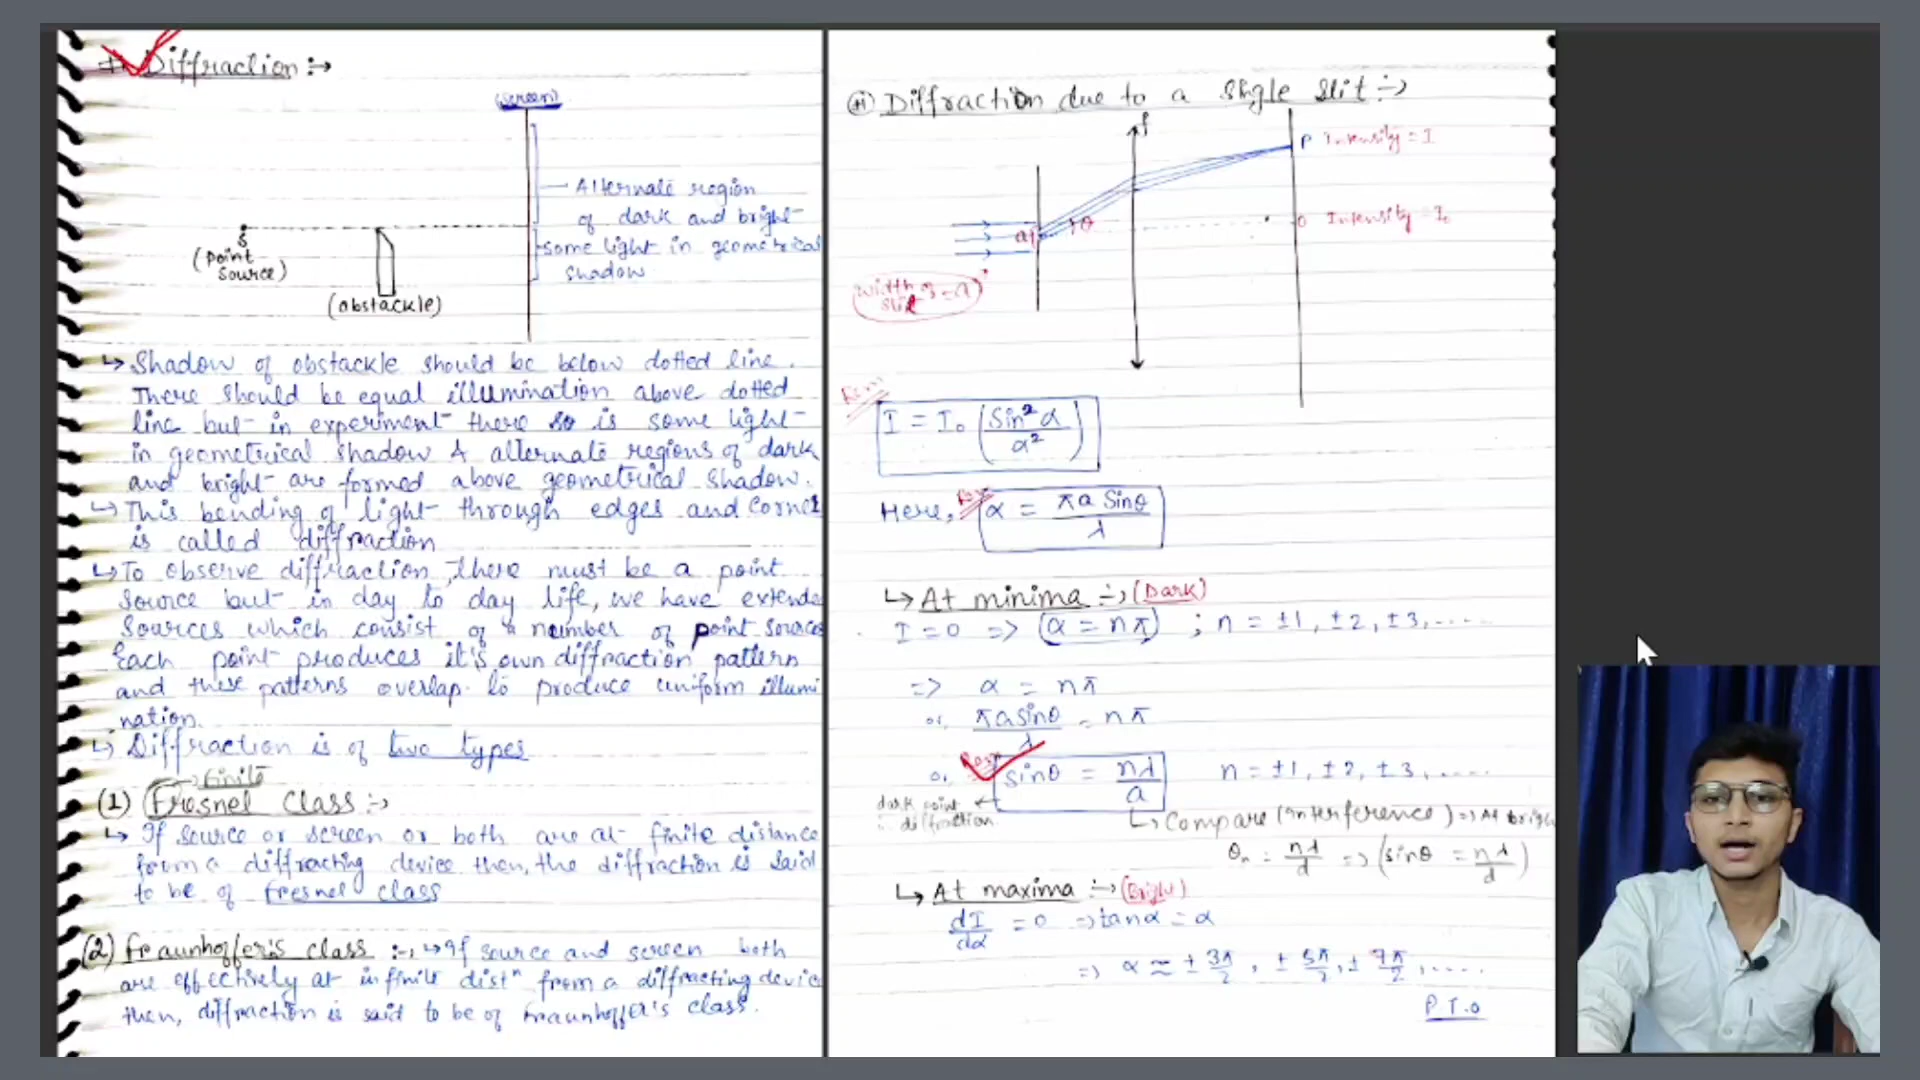 # Diffraction :→
(screen)
Alternate region
of dark and bright
some light in geometrical
shadow
S
(point
source)
(obstackle)
↳ Shadow of obstackle should be below dotted line.
There should be equal illumination above dotted
line but in experiment there is some light
in geometrical shadow & alternate regions of dark
and bright are formed above geometrical shadow.
↳ This bending of light through edges and corner
is called diffraction
↳ To observe diffraction, there must be a point
source but in day to day life, we have extende
sources which consist of a number of point sources
Each point produces it's own diffraction pattern
and these patterns overlap to produce uniform illumi
nation.
↳ Diffraction is of two types
Finite
(1) Fresnel Class :→
↳ If source or screen or both are at finite distance
from a diffracting device then, the diffraction is said
to be of fresnel class
(2) Fraunhoffer's class :→ ↳ If source and screen both
are effectively at infinite distⁿ from a diffracting device
then, diffraction is said to be of Fraunhoffer's class.
Diffraction due to a single slit :→
f
P Intensity = I
O Intensity = I₀
a θ
(width of
slit = a)
I = I₀ (sin²α / α²)
Here, α = πa sinθ / λ
↳ At minima :→ (Dark)
I = 0 => (α = nπ) ; n = ±1, ±2, ±3, .....
=> α = nπ
or, πa sinθ / λ = nπ
or, sinθ = nλ / a n = ±1, ±2, ±3, ....
dark point
in diffraction
↳ Compare (interference) => At brigh
θₙ = nλ / d => (sinθ = nλ / d)
↳ At maxima :→ (Bright)
dI / dα = 0 => tanα = α
=> α ≈ ± 3π/2 , ± 5π/2 , ± 7π/2 , .....
P.T.O